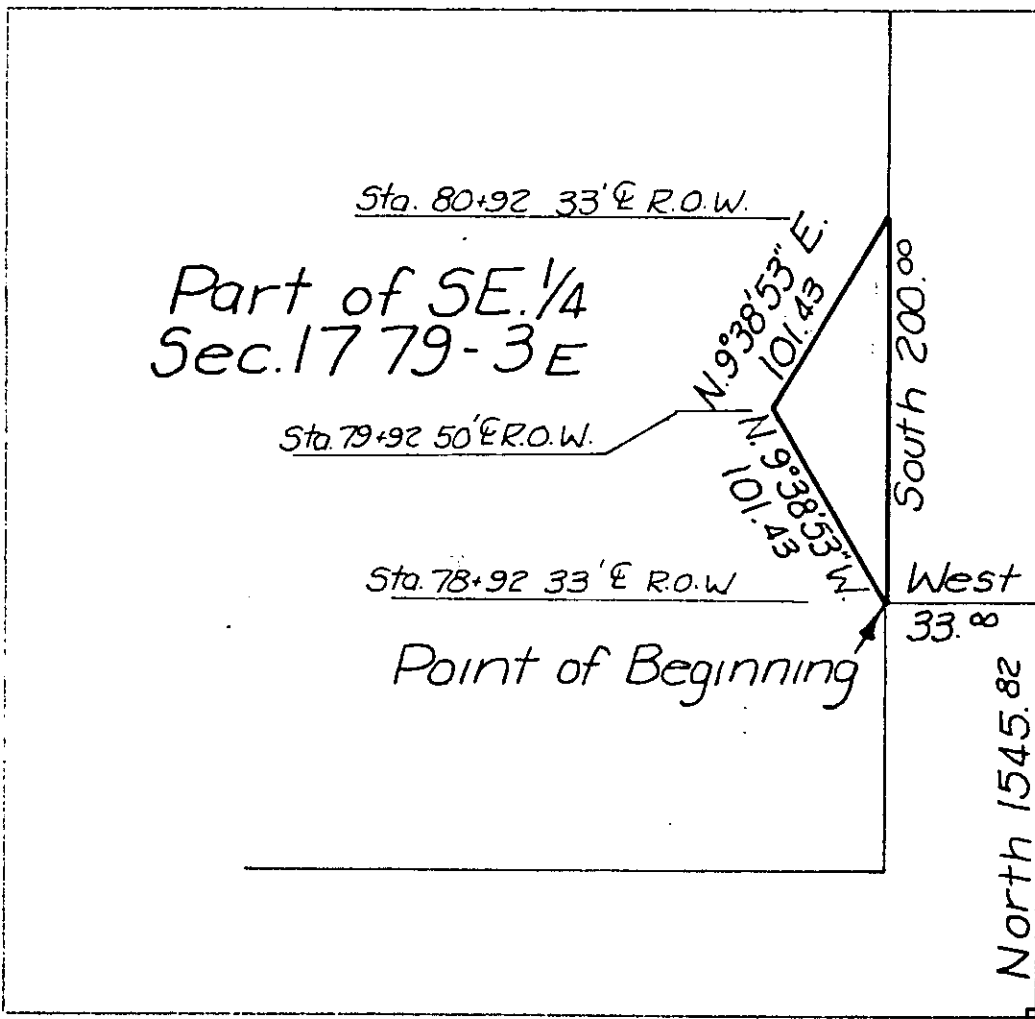 Sta. 80+92 33' ℄ R.O.W.
Part of SE.1/4
Sec.17 79-3E
N.9°38'53" E.
101.43
South 200.00
Sta.79+92 50' ℄ R.O.W.
N.9°38'53" W.
101.43
Sta.78+92 33' ℄ R.O.W
West
33.00
Point of Beginning
North 1545.82